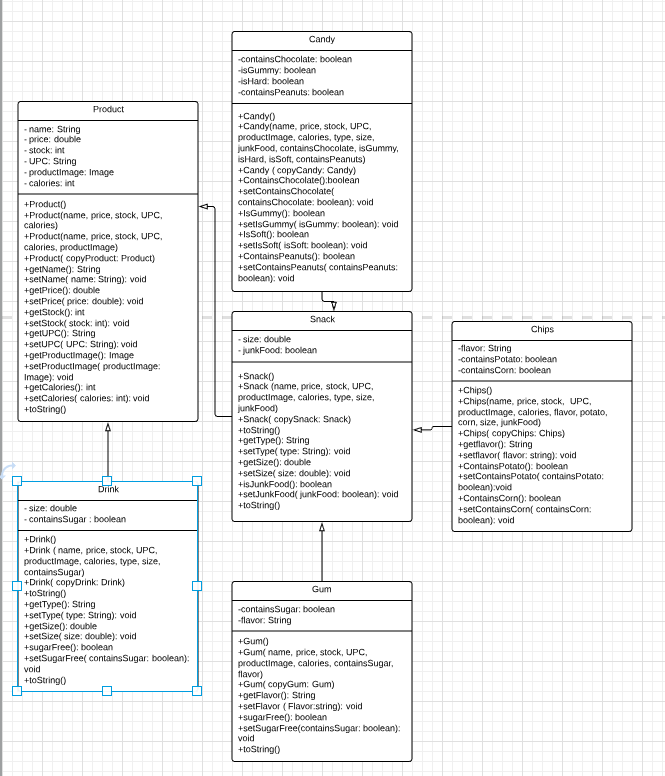 Candy
-containsChocolate: boolean
-isGummy: boolean
-isHard: boolean
-containsPeanuts: boolean
+Candy()
+Candy(name, price, stock, UPC,
productImage, calories, type, size,
junkFood, containsChocolate, isGummy,
isHard, isSoft, containsPeanuts)
+Candy ( copyCandy: Candy)
+ContainsChocolate():boolean
+setContainsChocolate(
containsChocolate: boolean): void
+IsGummy(): boolean
+setIsGummy( isGummy: boolean): void
+IsSoft(): boolean
+setIsSoft( isSoft: boolean): void
+ContainsPeanuts(): boolean
+setContainsPeanuts( containsPeanuts:
boolean): void
Product
- name: String
- price: double
- stock: int
- UPC: String
- productImage: Image
- calories: int
+Product()
+Product(name, price, stock, UPC,
calories)
+Product(name, price, stock, UPC,
calories, productImage)
+Product( copyProduct: Product)
+getName(): String
+setName( name: String): void
+getPrice(): double
+setPrice( price: double): void
+getStock(): int
+setStock( stock: int): void
+getUPC(): String
+setUPC( UPC: String): void
+getProductImage(): Image
+setProductImage( productImage:
Image): void
+getCalories(): int
+setCalories( calories: int): void
+toString()
Snack
- size: double
- junkFood: boolean
+Snack()
+Snack (name, price, stock, UPC,
productImage, calories, type, size,
junkFood)
+Snack( copySnack: Snack)
+toString()
+getType(): String
+setType( type: String): void
+getSize(): double
+setSize( size: double): void
+isJunkFood(): boolean
+setJunkFood( junkFood: boolean): void
+toString()
Chips
-flavor: String
-containsPotato: boolean
-containsCorn: boolean
+Chips()
+Chips(name, price, stock, UPC,
productImage, calories, flavor, potato,
corn, size, junkFood)
+Chips( copyChips: Chips)
+getflavor(): String
+setflavor( flavor: string): void
+ContainsPotato(): boolean
+setContainsPotato( containsPotato:
boolean):void
+ContainsCorn(): boolean
+setContainsCorn( containsCorn:
boolean): void
Drink
- size: double
- containsSugar : boolean
+Drink()
+Drink ( name, price, stock, UPC,
productImage, calories, type, size,
containsSugar)
+Drink( copyDrink: Drink)
+toString()
+getType(): String
+setType( type: String): void
+getSize(): double
+setSize( size: double): void
+sugarFree(): boolean
+setSugarFree( containsSugar: boolean):
void
+toString()
Gum
-containsSugar: boolean
-flavor: String
+Gum()
+Gum( name, price, stock, UPC,
productImage, calories, containsSugar,
flavor)
+Gum( copyGum: Gum)
+getFlavor(): String
+setFlavor ( Flavor:string): void
+sugarFree(): boolean
+setSugarFree(containsSugar: boolean):
void
+toString()